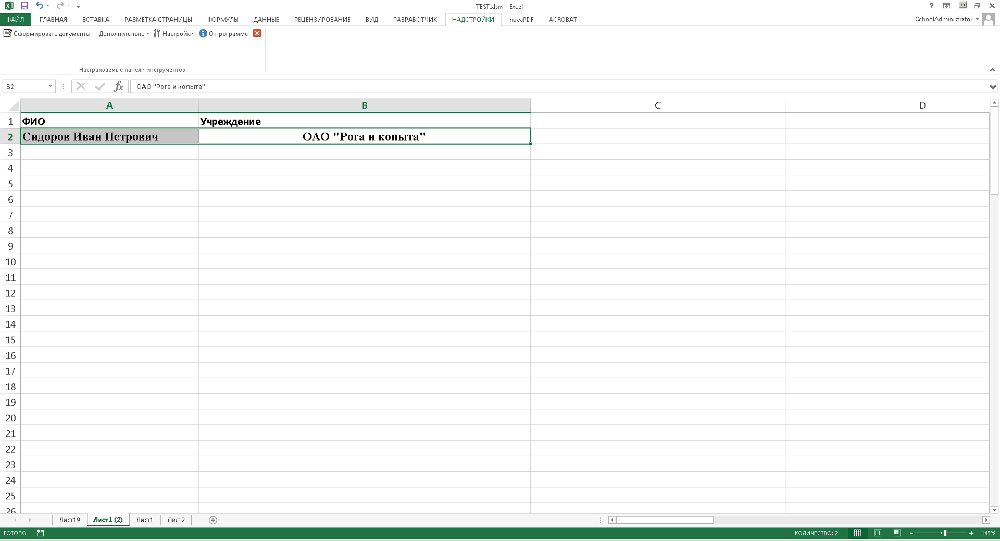 TEST.xlsm - Excel
ФАЙЛ ГЛАВНАЯ ВСТАВКА РАЗМЕТКА СТРАНИЦЫ ФОРМУЛЫ ДАННЫЕ РЕЦЕНЗИРОВАНИЕ ВИД РАЗРАБОТЧИК НАДСТРОЙКИ novaPDF ACROBAT SchoolAdministrator
Сформировать документы Дополнительно Настройки О программе
Настраиваемые панели инструментов
B2 fx ОАО "Рога и копыта"
A B C D
1 ФИО Учреждение
2 Сидоров Иван Петрович ОАО "Рога и копыта"
3
4
5
6
7
8
9
10
11
12
13
14
15
16
17
18
19
20
21
22
23
24
25
26
Лист19 Лист1 (2) Лист1 Лист2
ГОТОВО КОЛИЧЕСТВО: 2 145%